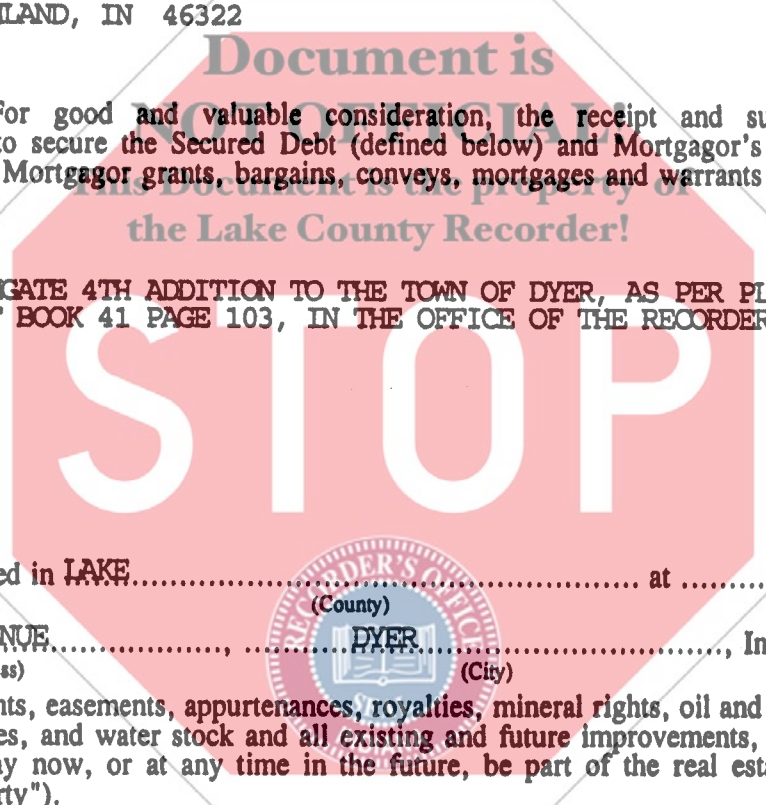 ILAND, IN 46322
Document is
NOT OFFICIAL!
For good and valuable consideration, the receipt and su
to secure the Secured Debt (defined below) and Mortgagor's
Mortgagor grants, bargains, conveys, mortgages and warrants
This Document is the property of
the Lake County Recorder!
GATE 4TH ADDITION TO THE TOWN OF DYER, AS PER PL
BOOK 41 PAGE 103, IN THE OFFICE OF THE RECORDER
STOP
ed in LAKE at
(County)
RECORDER'S OFFICE
NUE, DYER, In
ss) (City)
SEAL
nts, easements, appurtenances, royalties, mineral rights, oil and
es, and water stock and all existing and future improvements,
ay now, or at any time in the future, be part of the real esta
rty").